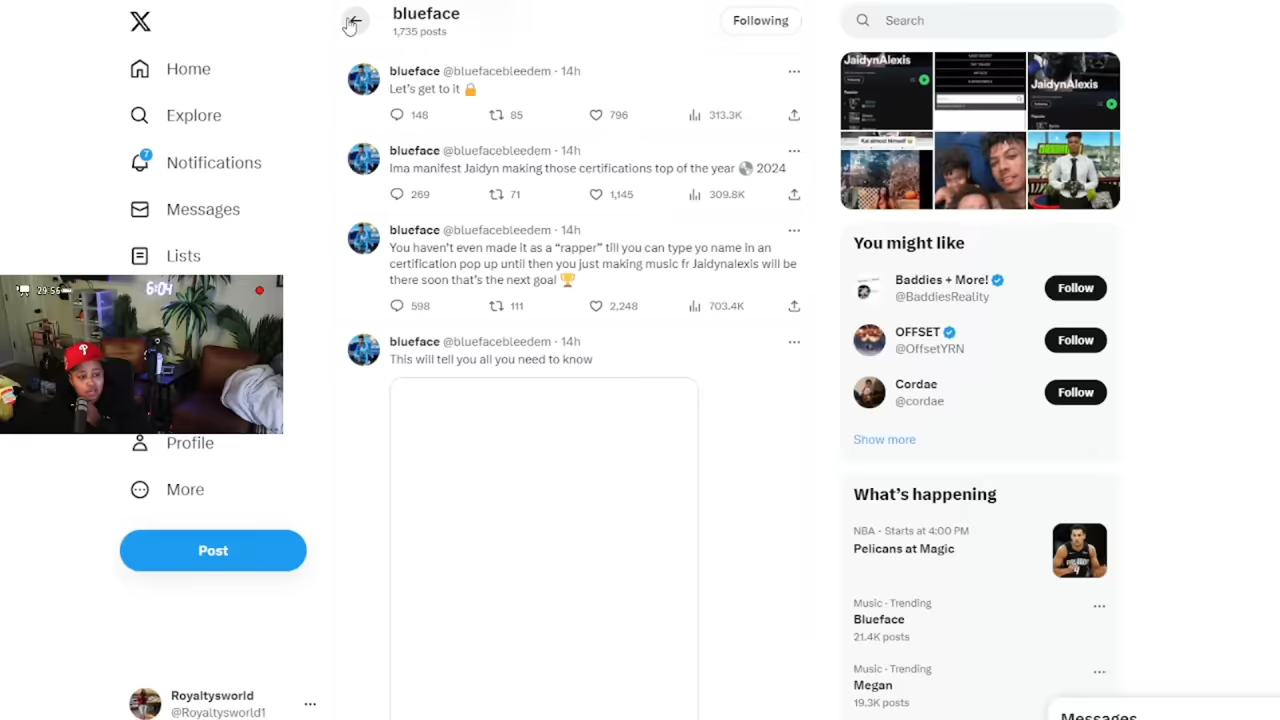 Home
Explore
7
Notifications
Messages
Lists
29:56
6:04
Profile
More
Post
Royaltysworld
@Royaltysworld1
blueface
1,735 posts
Following
blueface @bluefacebleedem · 14h
Let's get to it 🔒
148 85 796 313.3K
blueface @bluefacebleedem · 14h
Ima manifest Jaidyn making those certifications top of the year 💿 2024
269 71 1,145 309.8K
blueface @bluefacebleedem · 14h
You haven't even made it as a “rapper” till you can type yo name in an
certification pop up until then you just making music fr Jaidynalexis will be
there soon that's the next goal 🏆
598 111 2,248 703.4K
blueface @bluefacebleedem · 14h
This will tell you all you need to know
Search
JaidynAlexis
JaidynAlexis
You might like
Baddies + More!
@BaddiesReality
Follow
OFFSET
@OffsetYRN
Follow
Cordae
@cordae
Follow
Show more
What's happening
NBA · Starts at 4:00 PM
Pelicans at Magic
Music · Trending
Blueface
21.4K posts
Music · Trending
Megan
19.3K posts
Messages